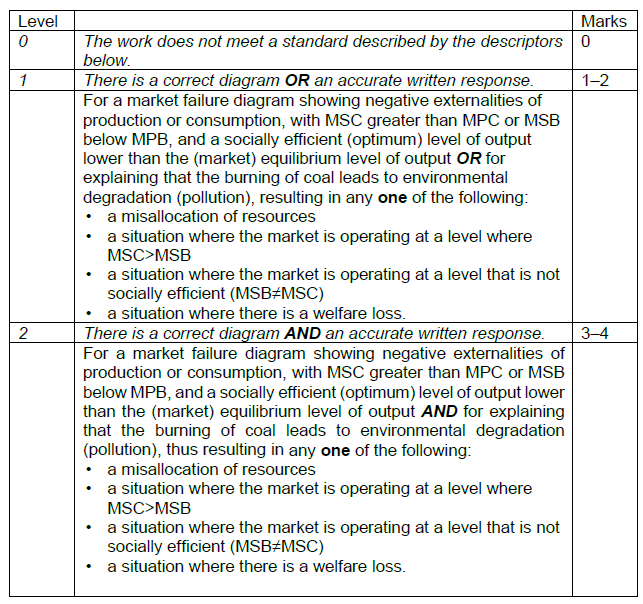 Level Marks
0 The work does not meet a standard described by the descriptors 0
below.
1 There is a correct diagram OR an accurate written response. 1–2
For a market failure diagram showing negative externalities of
production or consumption, with MSC greater than MPC or MSB
below MPB, and a socially efficient (optimum) level of output
lower than the (market) equilibrium level of output OR for
explaining that the burning of coal leads to environmental
degradation (pollution), resulting in any one of the following:
• a misallocation of resources
• a situation where the market is operating at a level where
MSC>MSB
• a situation where the market is operating at a level that is not
socially efficient (MSB≠MSC)
• a situation where there is a welfare loss.
2 There is a correct diagram AND an accurate written response. 3–4
For a market failure diagram showing negative externalities of
production or consumption, with MSC greater than MPC or MSB
below MPB, and a socially efficient (optimum) level of output lower
than the (market) equilibrium level of output AND for explaining
that the burning of coal leads to environmental degradation
(pollution), thus resulting in any one of the following:
• a misallocation of resources
• a situation where the market is operating at a level where
MSC>MSB
• a situation where the market is operating at a level that is not
socially efficient (MSB≠MSC)
• a situation where there is a welfare loss.